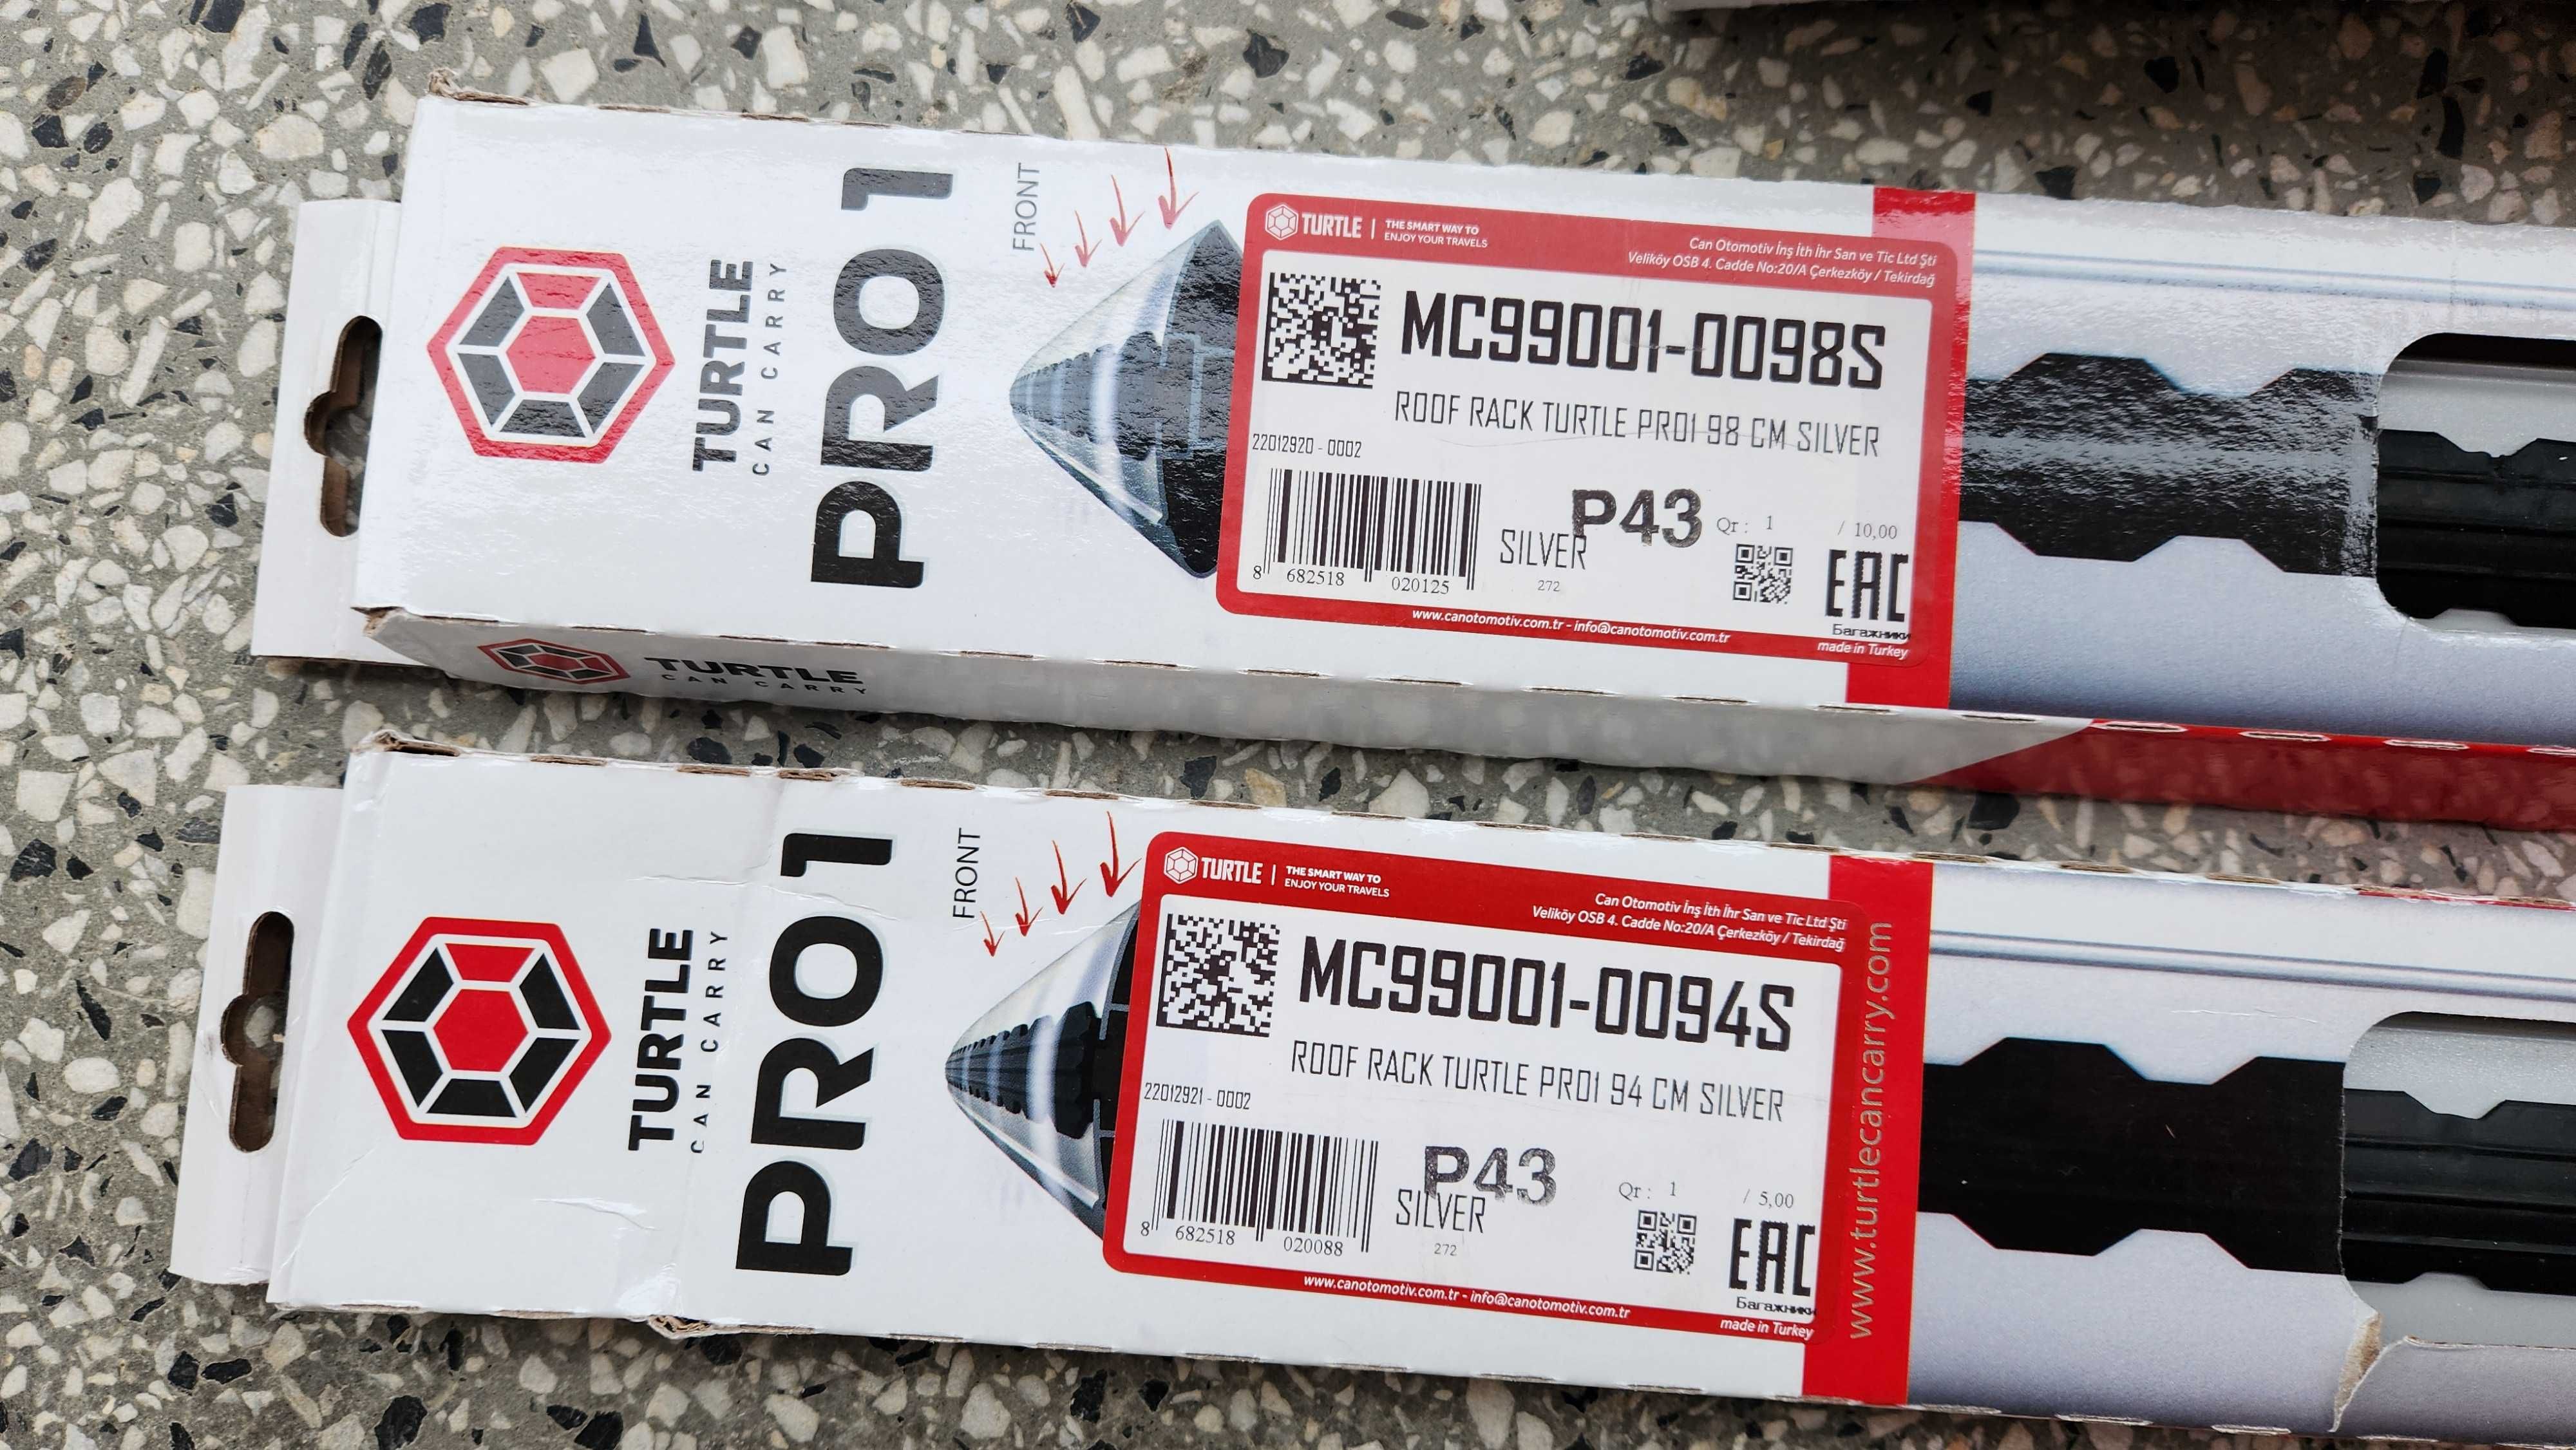 TURTLE
CAN CARRY
PRO 1
FRONT
TURTLE
THE SMART WAY TO
ENJOY YOUR TRAVELS
Can Otomotiv İnş İth İhr San ve Tic Ltd Şti
Veliköy OSB 4. Cadde No:20/A Çerkezköy / Tekirdağ
MC99001-0098S
ROOF RACK TURTLE PRO1 98 CM SILVER
22012920 - 0002
8 682518 020125
SILVER
P43
272
Qr : 1 / 10,00
EAC
Багажники
www.canotomotiv.com.tr - info@canotomotiv.com.tr
made in Turkey
TURTLE
CAN CARRY
TURTLE
CAN CARRY
PRO 1
FRONT
TURTLE
THE SMART WAY TO
ENJOY YOUR TRAVELS
Can Otomotiv İnş İth İhr San ve Tic Ltd Şti
Veliköy OSB 4. Cadde No:20/A Çerkezköy / Tekirdağ
MC99001-0094S
ROOF RACK TURTLE PRO1 94 CM SILVER
22012921 - 0002
8 682518 020088
SILVER
P43
272
Qr : 1 / 5,00
EAC
Багажники
www.canotomotiv.com.tr - info@canotomotiv.com.tr
made in Turkey
www.turtlecancarry.com